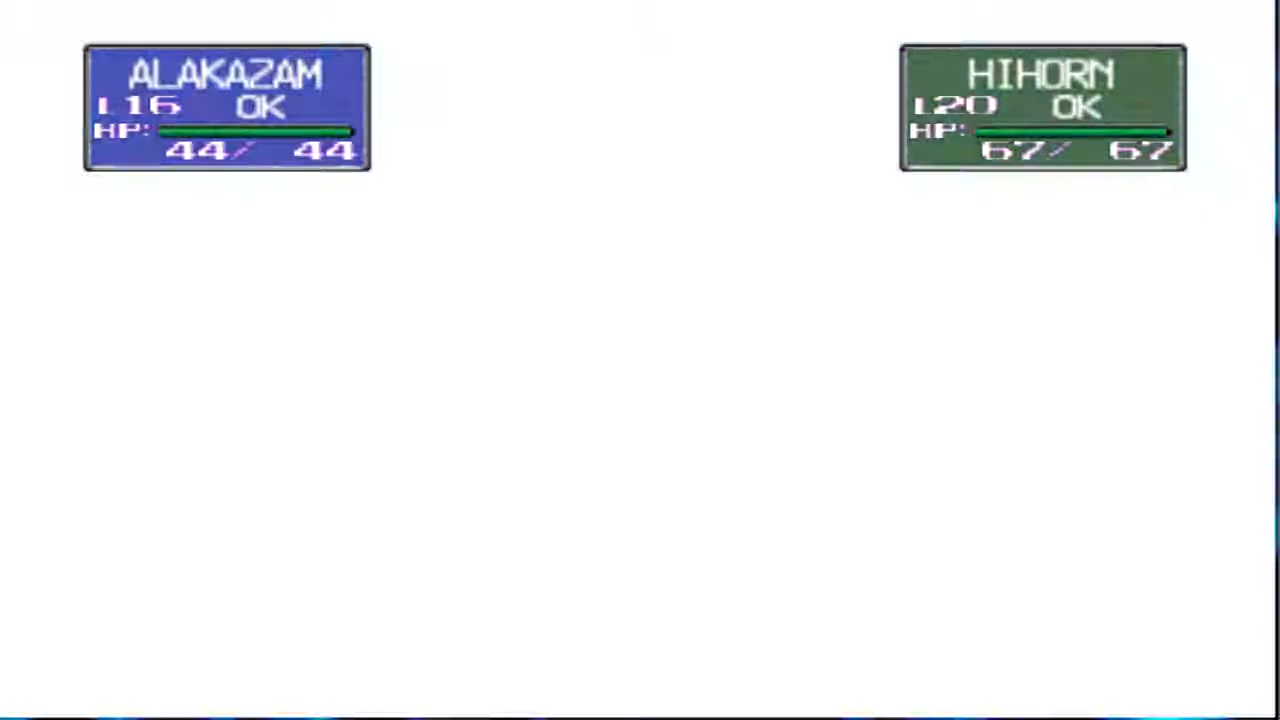 ALAKAZAM
L16 OK
HP:
44/ 44
HIHORN
L20 OK
HP:
67/ 67